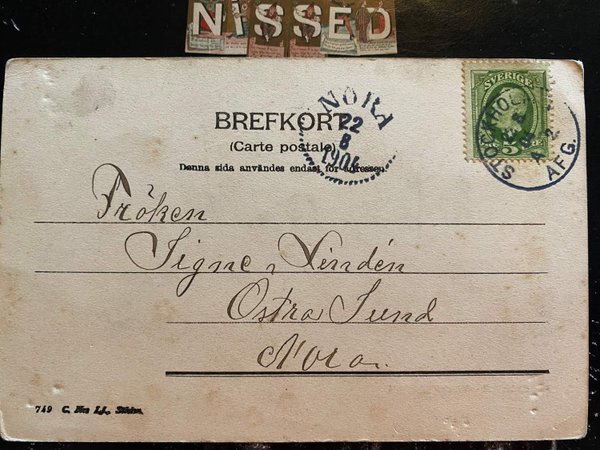 NISSED
BREFKORT
(Carte postale)
Denna sida användes endast för adressen.
NORA
22
8
1904
SVERIGE
5
STOCKHOLM
AFG.
Fröken
Signe Lindén
Östra Sund
Nora.
749